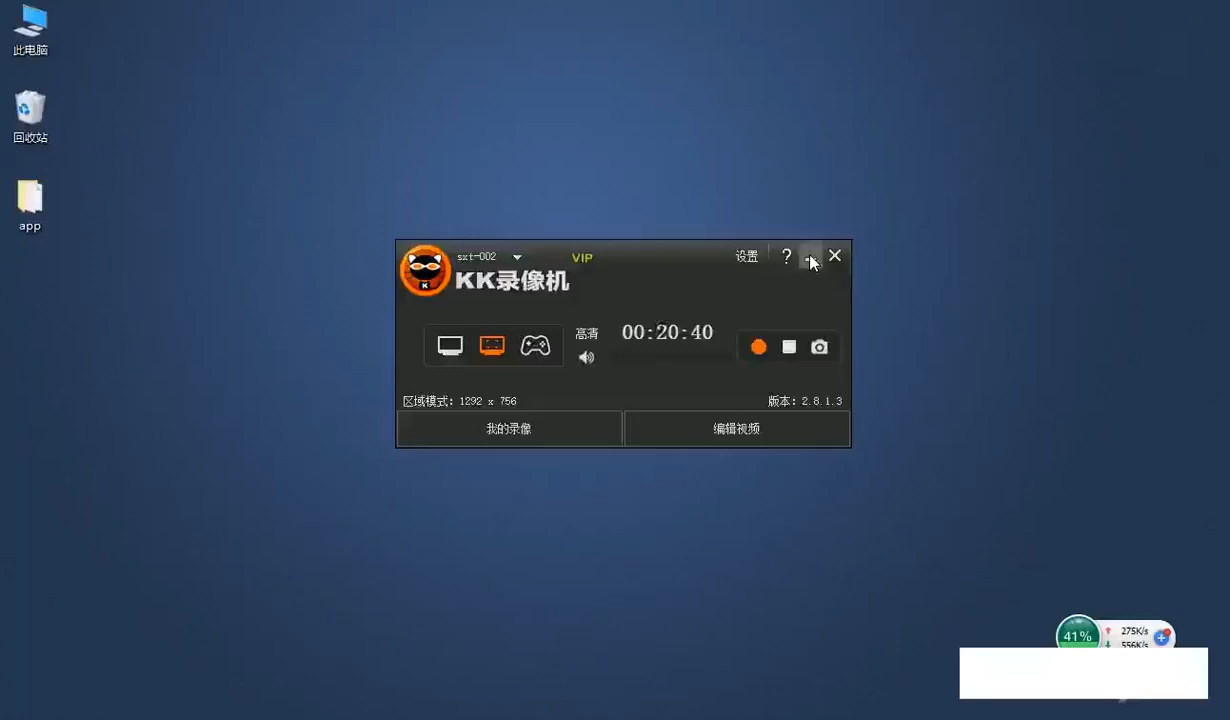 此电脑
回收站
app
sxt-002
VIP
设置
?
KK录像机
K
高清
00:20:40
区域模式: 1292 x 756
版本: 2.8.1.3
我的录像
编辑视频
41%
275K/s
556K/s